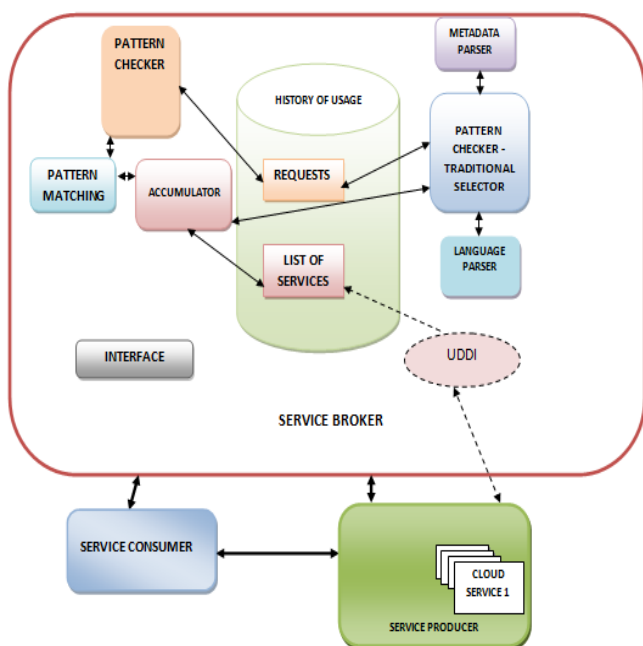 PATTERN
CHECKER
METADATA
PARSER
HISTORY OF USAGE
PATTERN
CHECKER -
TRADITIONAL
SELECTOR
REQUESTS
PATTERN
MATCHING
ACCUMULATOR
LIST OF
SERVICES
LANGUAGE
PARSER
INTERFACE
UDDI
SERVICE BROKER
SERVICE CONSUMER
CLOUD
SERVICE 1
SERVICE PRODUCER